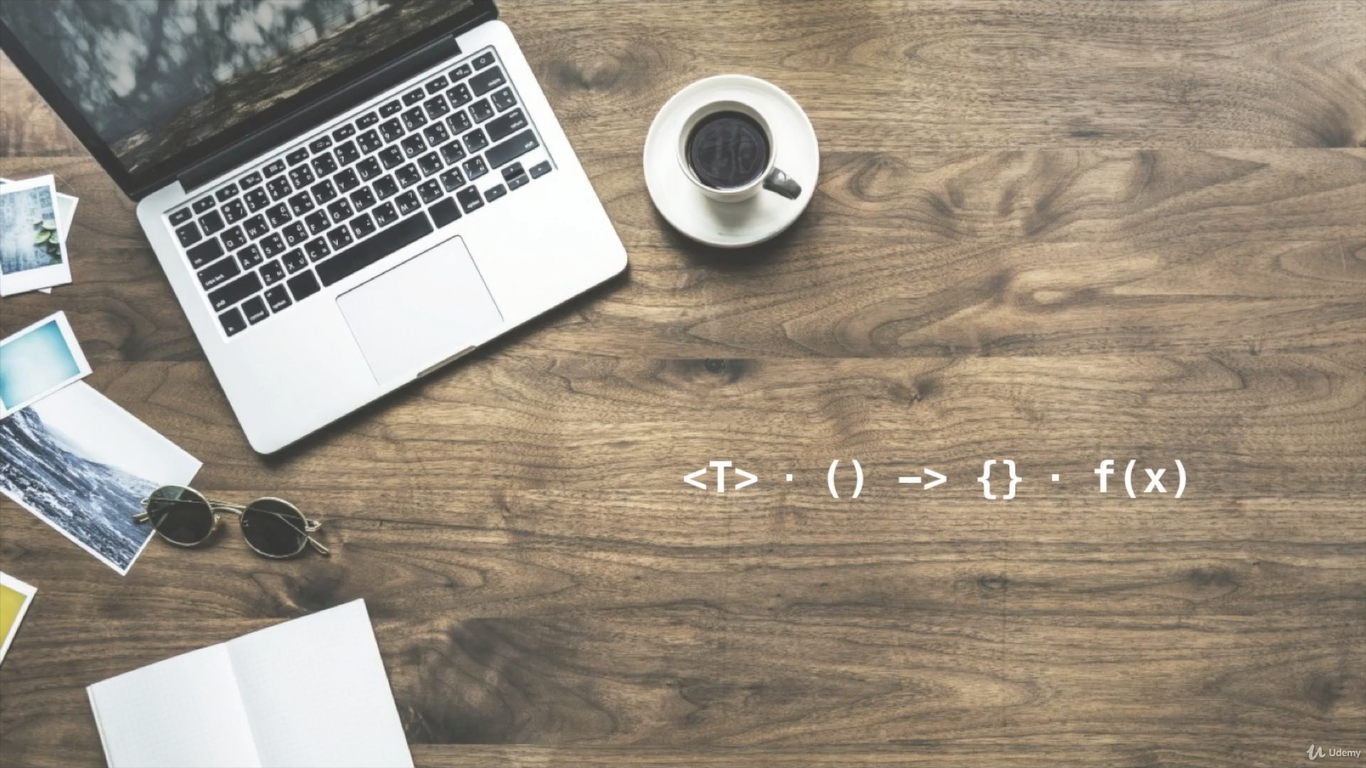 <T> · () –> {} · f(x)
Udemy